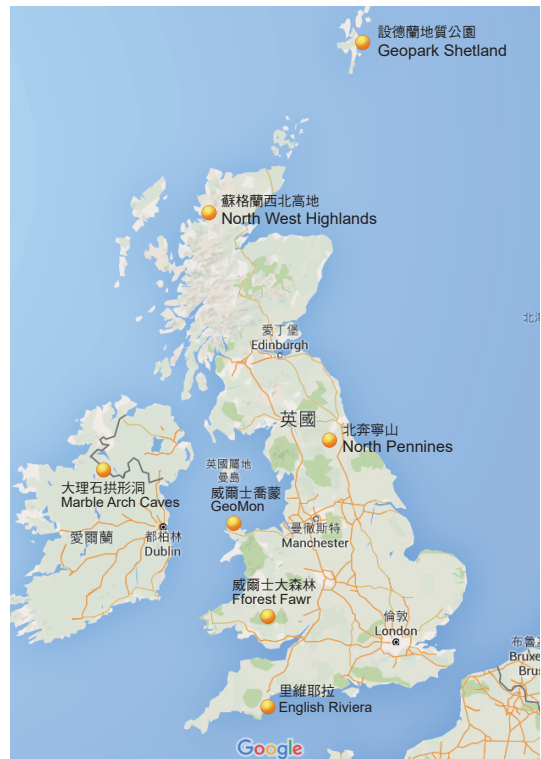 設德蘭地質公園
Geopark Shetland
蘇格蘭西北高地
North West Highlands
北海
愛丁堡
Edinburgh
英國
北奔寧山
North Pennines
英國屬地
曼島
大理石拱形洞
Marble Arch Caves
威爾士喬蒙
GeoMon
愛爾蘭
都柏林
Dublin
曼徹斯特
Manchester
威爾士大森林
Fforest Fawr
倫敦
London
布魯
Bruxe
Brus
里維耶拉
English Riviera
Google